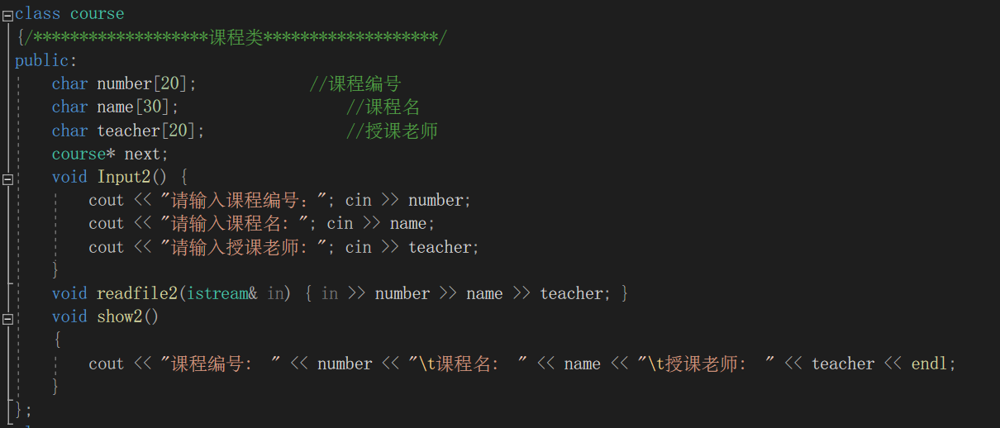 class course
{/*******************课程类*******************/
public:
    char number[20];            //课程编号
    char name[30];                  //课程名
    char teacher[20];               //授课老师
    course* next;
    void Input2() {
        cout << "请输入课程编号："; cin >> number;
        cout << "请输入课程名: "; cin >> name;
        cout << "请输入授课老师: "; cin >> teacher;
    }
    void readfile2(istream& in) { in >> number >> name >> teacher; }
    void show2()
    {
        cout << "课程编号:  " << number << "\t课程名:  " << name << "\t授课老师:  " << teacher << endl;
    }
};